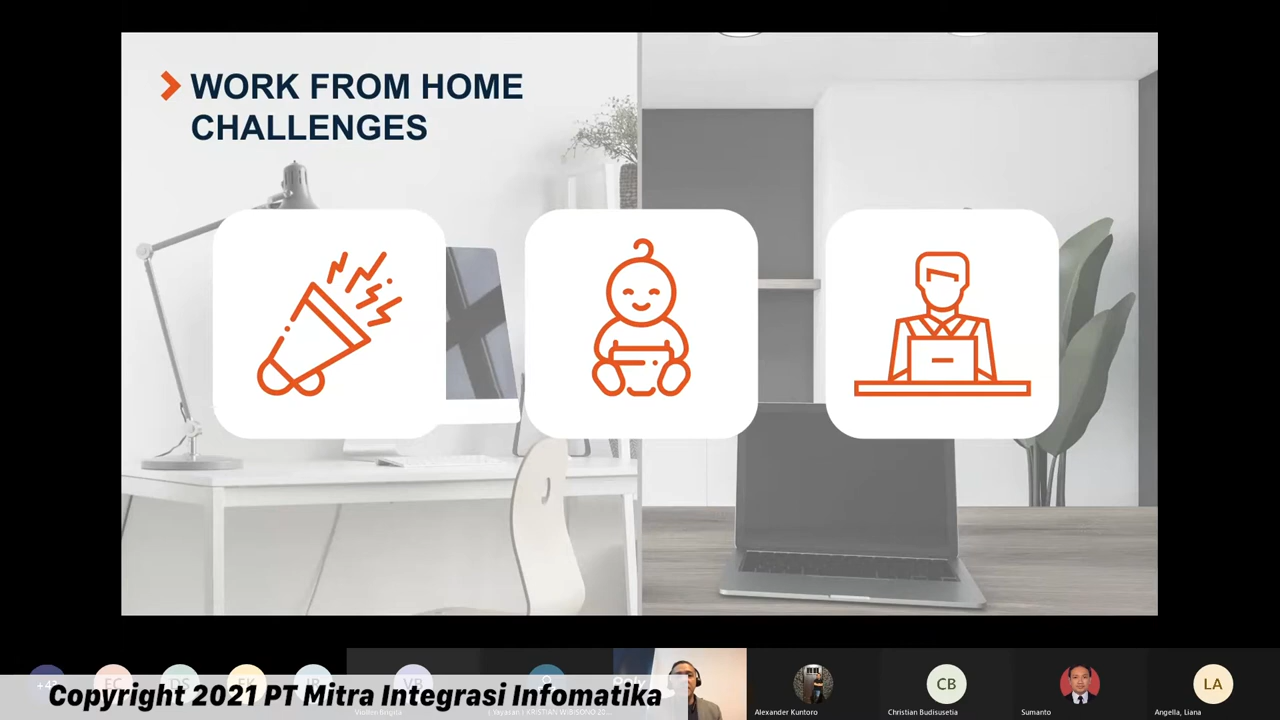 WORK FROM HOME
CHALLENGES
CB
LA
Alexander Kuntoro
Christian Budisusetia
Sumanto
Angella, Liana
Copyright 2021 PT Mitra Integrasi Infomatika